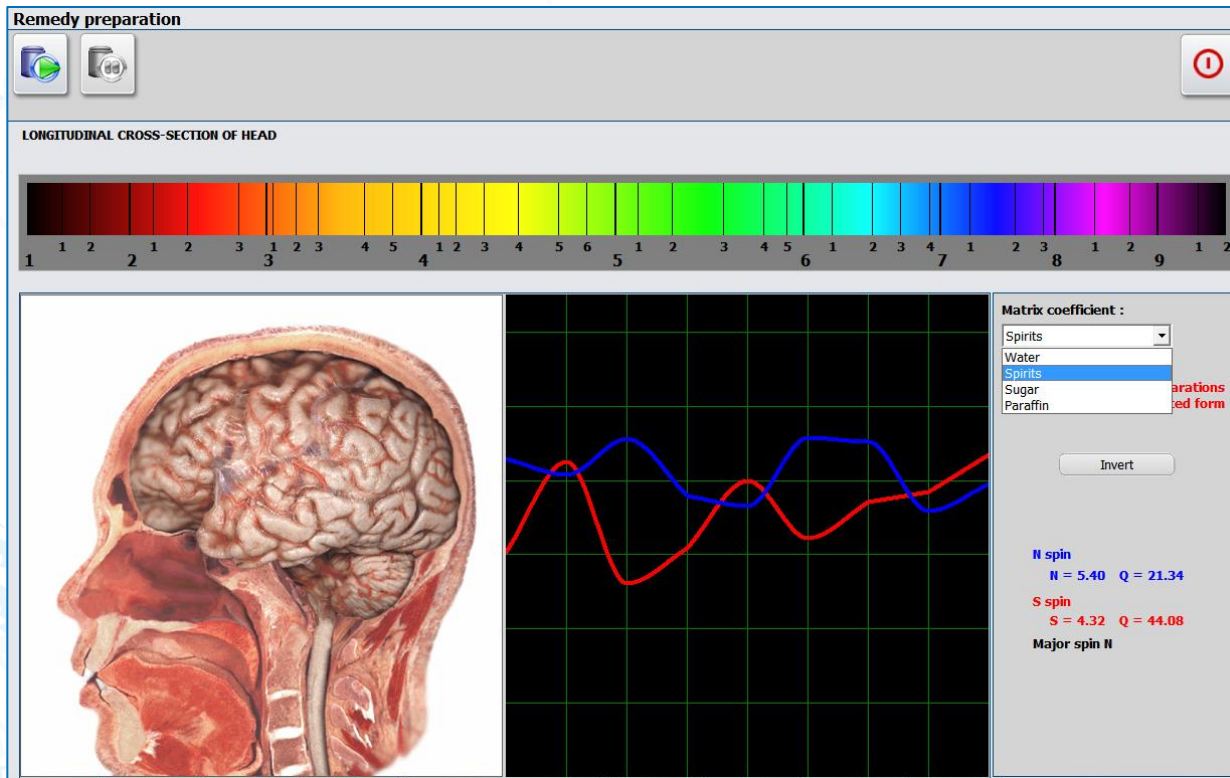 Remedy preparation
LONGITUDINAL CROSS-SECTION OF HEAD
1 2 1 2 3 1 2 3 4 5 1 2 3 4 5 6 1 2 3 4 5 1 2 3 4 1 2 3 1 2 1 2
1 2 3 4 5 6 7 8 9
Matrix coefficient :
Spirits
Water
Spirits
Sugar
Paraffin
arations
ted form
Invert
N spin
N = 5.40 Q = 21.34
S spin
S = 4.32 Q = 44.08
Major spin N